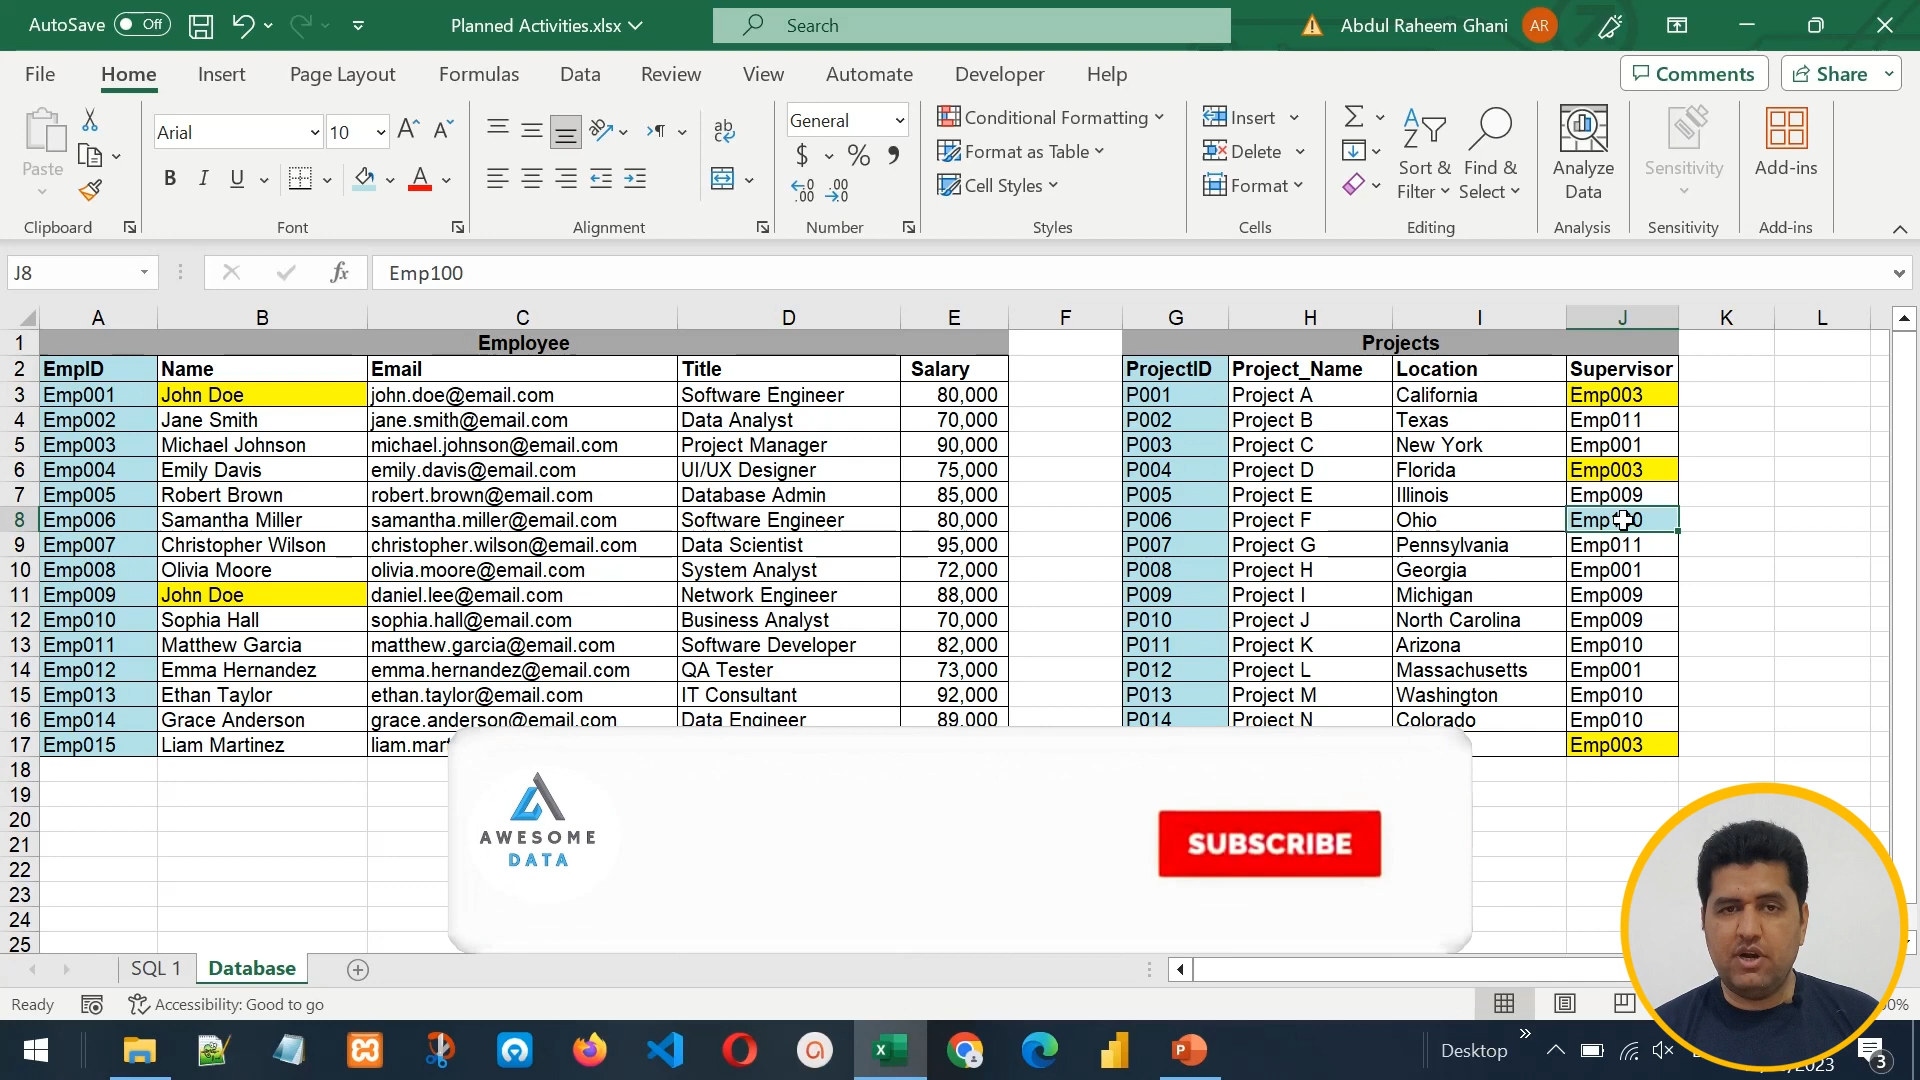 AutoSave Off Planned Activities.xlsx Search Abdul Raheem Ghani AR
File Home Insert Page Layout Formulas Data Review View Automate Developer Help Comments Share
Paste
Clipboard
Arial 10
B I U A
Font
ab
c
Alignment
General
$ % ,
Number
Conditional Formatting
Format as Table
Cell Styles
Styles
Insert
Delete
Format
Cells
Sort &
Filter
Find &
Select
Editing
Analyze
Data
Analysis
Sensitivity
Sensitivity
Add-ins
Add-ins
J8 fx Emp100
A B C D E F G H I J K L
1 Employee Projects
2 EmpID Name Email Title Salary ProjectID Project_Name Location Supervisor
3 Emp001 John Doe john.doe@email.com Software Engineer 80,000 P001 Project A California Emp003
4 Emp002 Jane Smith jane.smith@email.com Data Analyst 70,000 P002 Project B Texas Emp011
5 Emp003 Michael Johnson michael.johnson@email.com Project Manager 90,000 P003 Project C New York Emp001
6 Emp004 Emily Davis emily.davis@email.com UI/UX Designer 75,000 P004 Project D Florida Emp003
7 Emp005 Robert Brown robert.brown@email.com Database Admin 85,000 P005 Project E Illinois Emp009
8 Emp006 Samantha Miller samantha.miller@email.com Software Engineer 80,000 P006 Project F Ohio
9 Emp007 Christopher Wilson christopher.wilson@email.com Data Scientist 95,000 P007 Project G Pennsylvania Emp011
10 Emp008 Olivia Moore olivia.moore@email.com System Analyst 72,000 P008 Project H Georgia Emp001
11 Emp009 John Doe daniel.lee@email.com Network Engineer 88,000 P009 Project I Michigan Emp009
12 Emp010 Sophia Hall sophia.hall@email.com Business Analyst 70,000 P010 Project J North Carolina Emp009
13 Emp011 Matthew Garcia matthew.garcia@email.com Software Developer 82,000 P011 Project K Arizona Emp010
14 Emp012 Emma Hernandez emma.hernandez@email.com QA Tester 73,000 P012 Project L Massachusetts Emp001
15 Emp013 Ethan Taylor ethan.taylor@email.com IT Consultant 92,000 P013 Project M Washington Emp010
16 Emp014 Grace Anderson grace.anderson@email.com Data Engineer 89,000 P014 Project N Colorado Emp010
17 Emp015 Liam Martinez Emp003
18
19
20
21
22
23
24
25
AWESOME
DATA
SUBSCRIBE
SQL 1 Database
Ready Accessibility: Good to go
Desktop
3